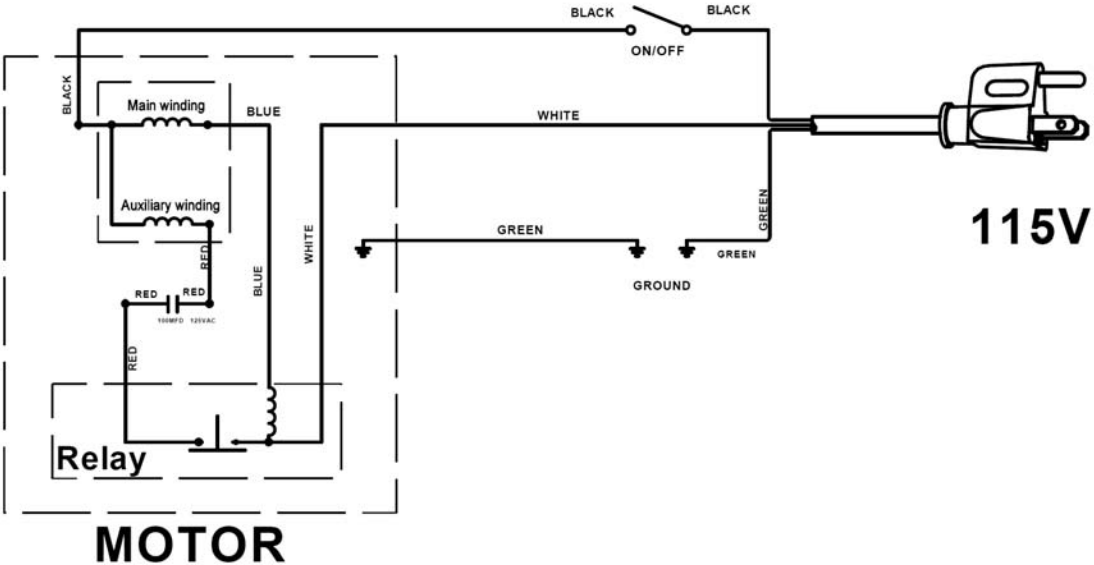 BLACK
BLACK
ON/OFF
BLACK
Main winding
BLUE
WHITE
Auxiliary winding
GREEN
115V
RED
WHITE
GREEN
GREEN
BLUE
GROUND
RED
RED
100MFD 125VAC
RED
Relay
MOTOR